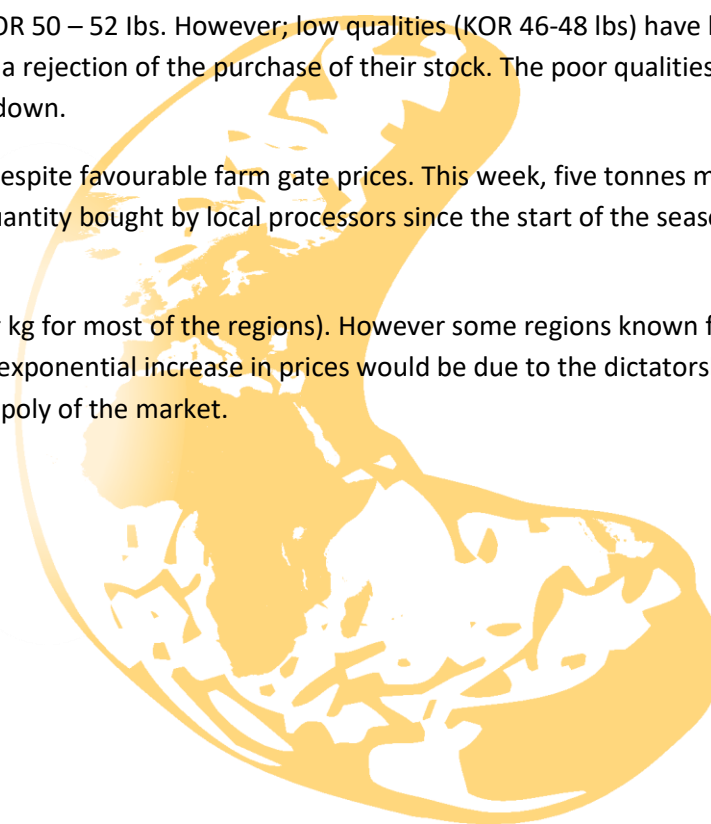 OR 50 – 52 Ibs. However; low qualities (KOR 46-48 lbs) have
a rejection of the purchase of their stock. The poor qualities
down.
espite favourable farm gate prices. This week, five tonnes
uantity bought by local processors since the start of the
kg for most of the regions). However some regions known
exponential increase in prices would be due to the dictators
poly of the market.